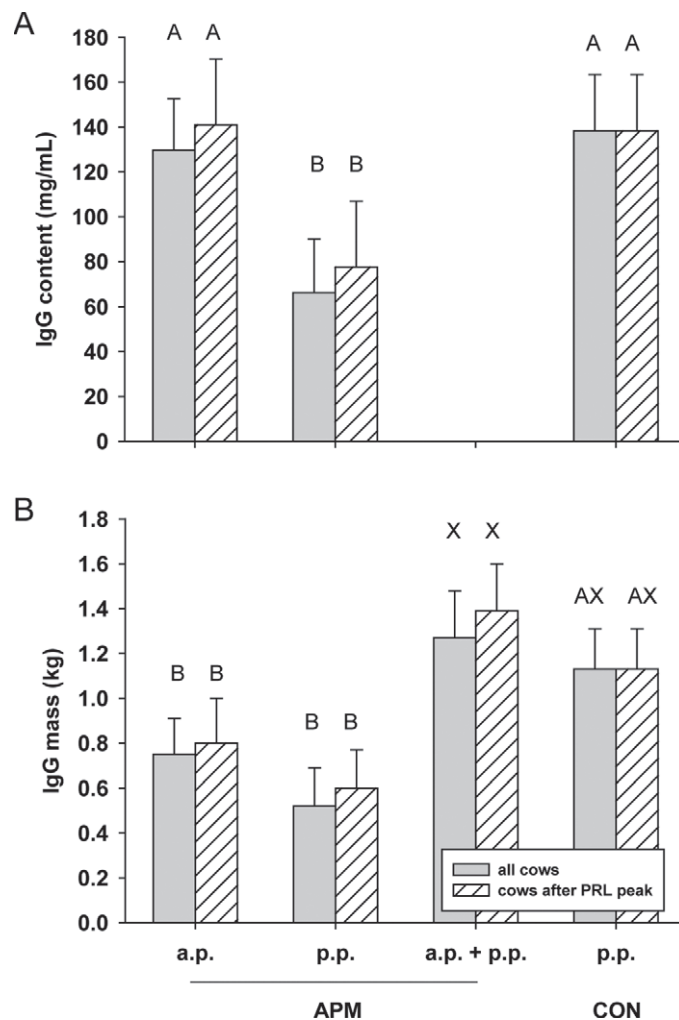 A
180
160
140
120
100
80
60
40
20
0
IgG content (mg/mL)
A A
B B
A A
B
1.8
1.6
1.4
1.2
1.0
0.8
0.6
0.4
0.2
0.0
IgG mass (kg)
B B
B B
X X
AX AX
all cows
cows after PRL peak
a.p. p.p. a.p. + p.p. p.p.
APM CON